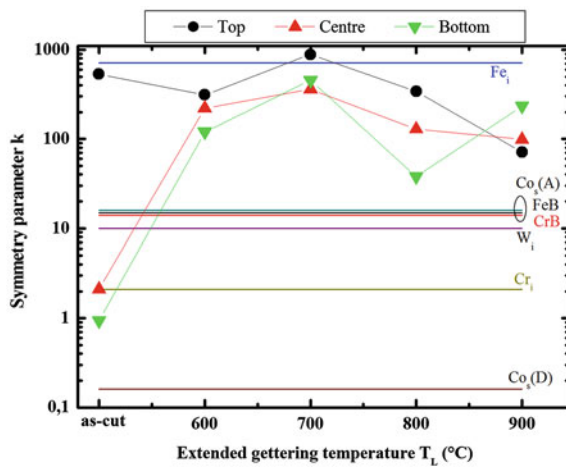 Top Centre Bottom
1000
100
10
1
0,1
Symmetry parameter k
Fe_i
Co_s(A)
FeB
CrB
W_i
Cr_i
Co_s(D)
as-cut 600 700 800 900
Extended gettering temperature T_L (°C)